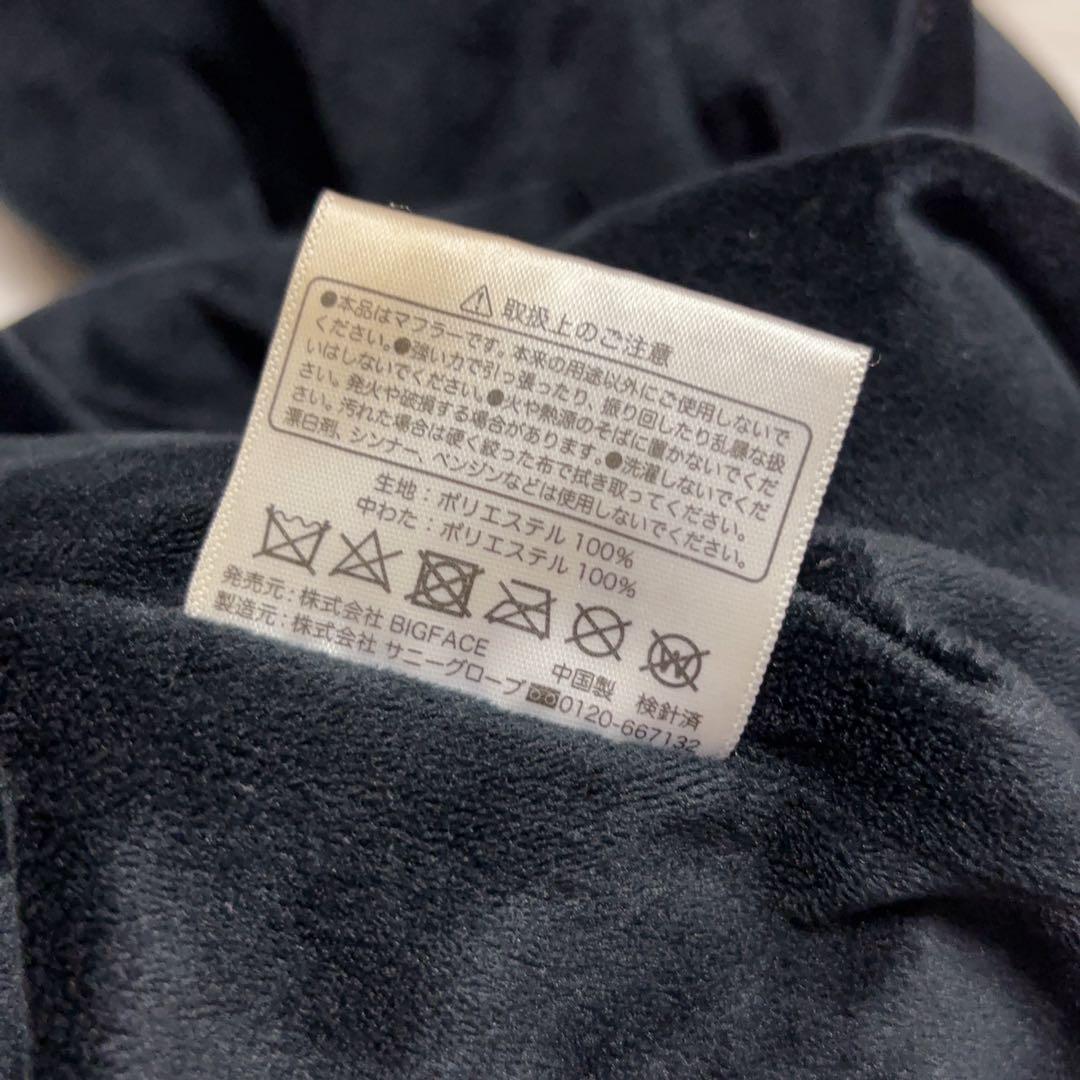 ⚠ 取扱上のご注意
●本品はマフラーです。本来の用途以外にご使用しないで
ください。●強い力で引っ張ったり、振り回したり乱暴な扱
いはしないでください。●火や熱源のそばに置かないでくだ
さい。発火や破損する場合があります。●洗濯しないでくだ
さい。汚れた場合は硬く絞った布で拭き取ってください。
漂白剤、シンナー、ベンジンなどは使用しないでください。
生地：ポリエステル 100%
中わた：ポリエステル 100%
発売元：株式会社 BIGFACE 中国製 検針済
製造元：株式会社 サニーグローブ 0120-667132